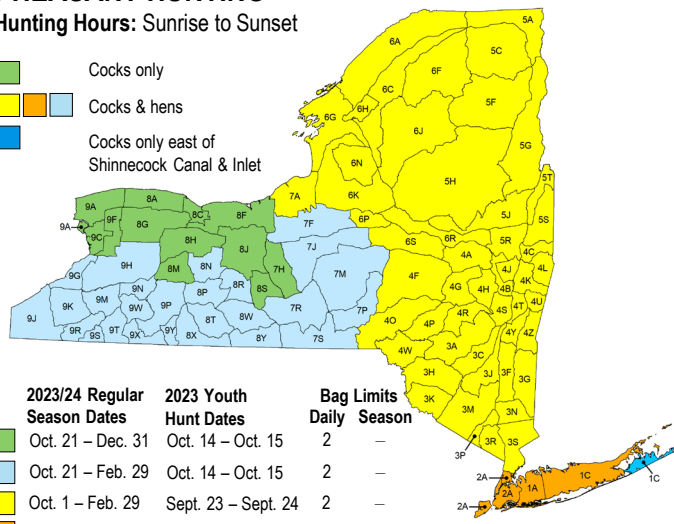 Hunting Hours: Sunrise to Sunset
Cocks only
Cocks & hens
Cocks only east of
Shinnecock Canal & Inlet
5A
6A
5C
6F
6C
5F
6H
6G
6J
5G
6N
5H
5T
7A
6K
9A
8A
8C
8F
9F
8G
9A
9C
7F
6P
5J
5S
8H
8J
7J
6S
6R
5R
4A
4C
9H
8M
8N
7H
7M
9G
4F
4J
4L
4K
8R
8S
9N
8P
4G
4H
4B
9K
9M
9W
9P
7R
7P
4R
4S
4T
4U
9J
8T
8W
4O
4P
9R
9S
9T
9X
9Y
8X
8Y
7S
4Y
4Z
4W
3A
3C
3H
3J
3F
3G
3K
3M
3N
3P
3R
3S
2A
2A
2A
1A
1C
1C
2023/24 Regular 2023 Youth Bag Limits
Season Dates Hunt Dates Daily Season
Oct. 21 – Dec. 31 Oct. 14 – Oct. 15 2 –
Oct. 21 – Feb. 29 Oct. 14 – Oct. 15 2 –
Oct. 1 – Feb. 29 Sept. 23 – Sept. 24 2 –